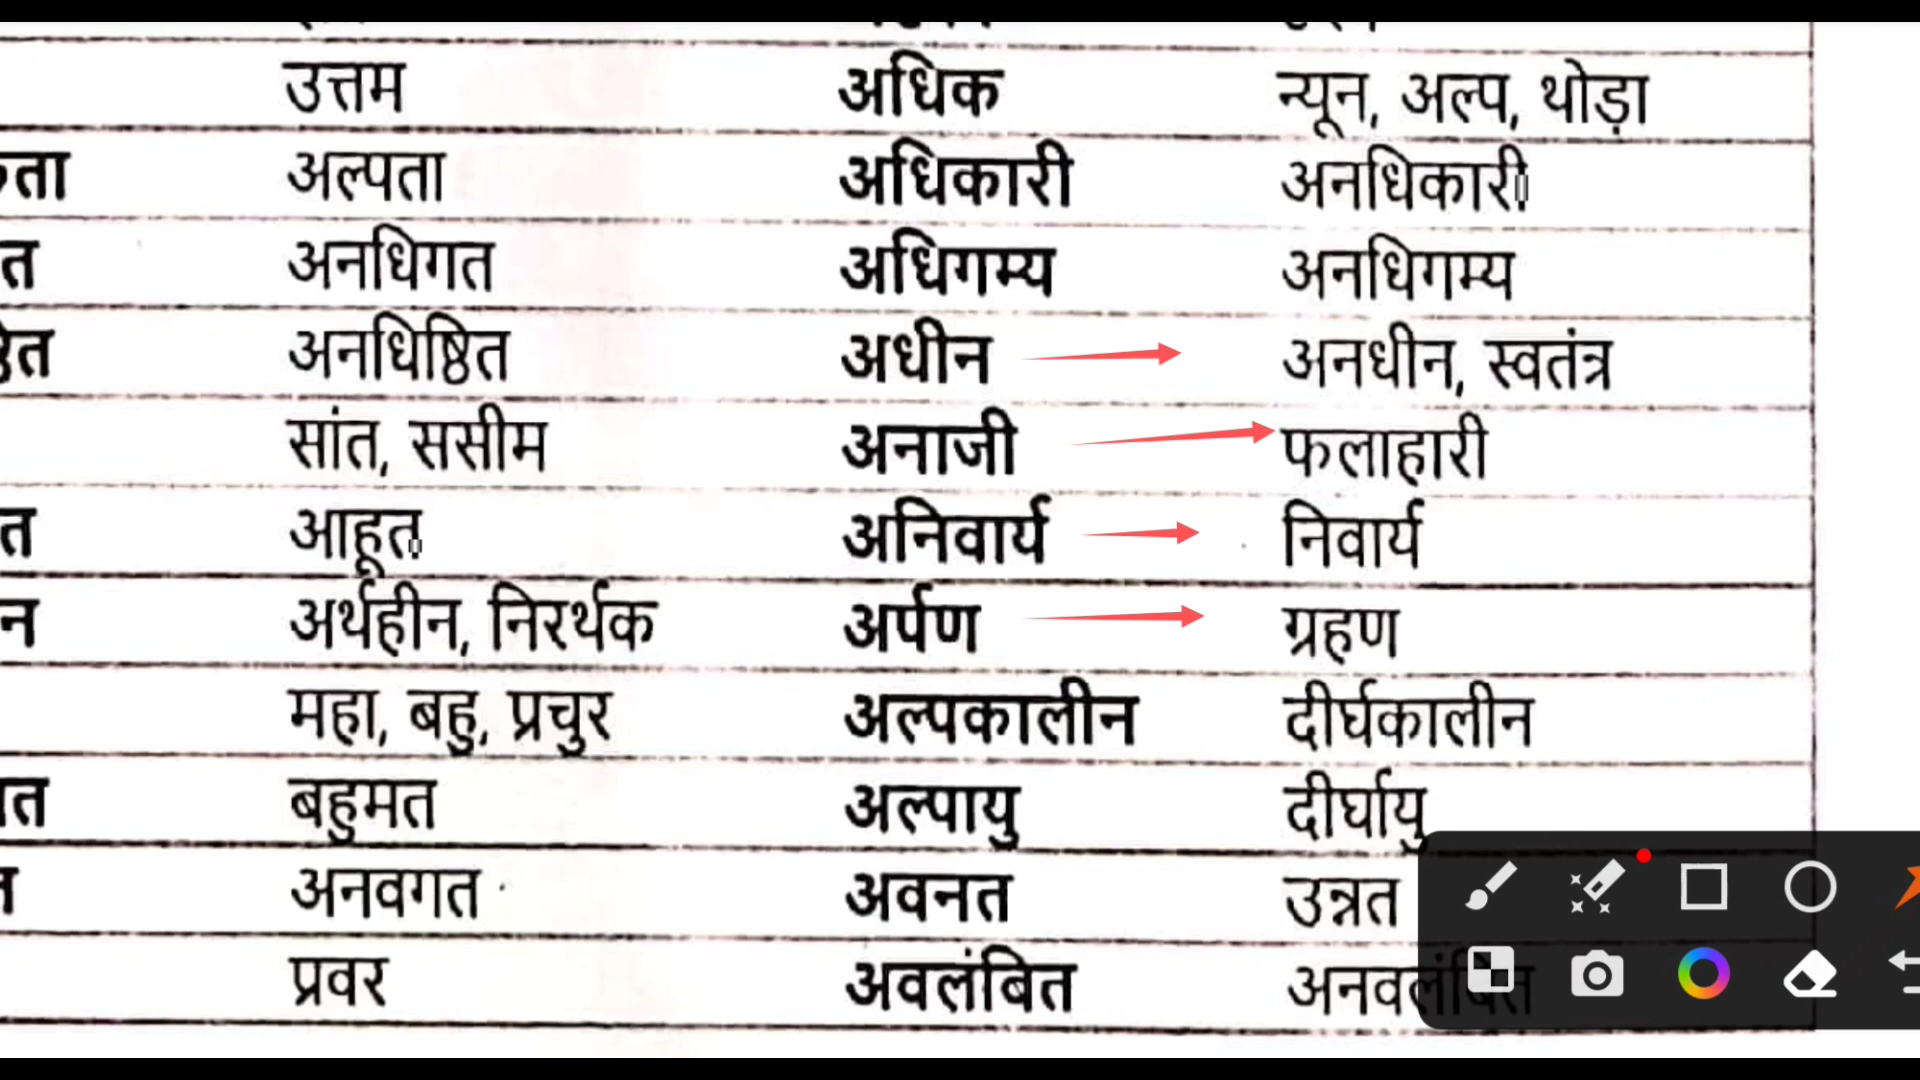 उत्तम अधिक न्यून, अल्प, थोड़ा
अल्पता अधिकारी अनधिकारी
अनधिगत अधिगम्य अनधिगम्य
अनधिष्ठित अधीन अनधीन, स्वतंत्र
सांत, ससीम अनाजी फलाहारी
आहूत अनिवार्य निवार्य
अर्थहीन, निरर्थक अर्पण ग्रहण
महा, बहु, प्रचुर अल्पकालीन दीर्घकालीन
बहुमत अल्पायु दीर्घायु
अनवगत अवनत उन्नत
प्रवर अवलंबित अनवलंबित